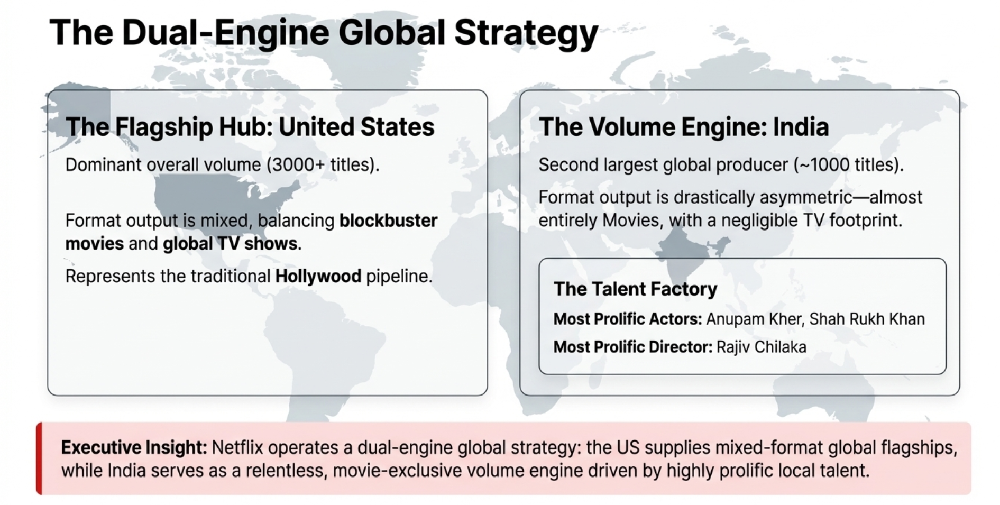 The Dual-Engine Global Strategy
The Flagship Hub: United States
Dominant overall volume (3000+ titles).
Format output is mixed, balancing blockbuster
movies and global TV shows.
Represents the traditional Hollywood pipeline.
The Volume Engine: India
Second largest global producer (~1000 titles).
Format output is drastically asymmetric—almost
entirely Movies, with a negligible TV footprint.
The Talent Factory
Most Prolific Actors: Anupam Kher, Shah Rukh Khan
Most Prolific Director: Rajiv Chilaka
Executive Insight: Netflix operates a dual-engine global strategy: the US supplies mixed-format global flagships,
while India serves as a relentless, movie-exclusive volume engine driven by highly prolific local talent.